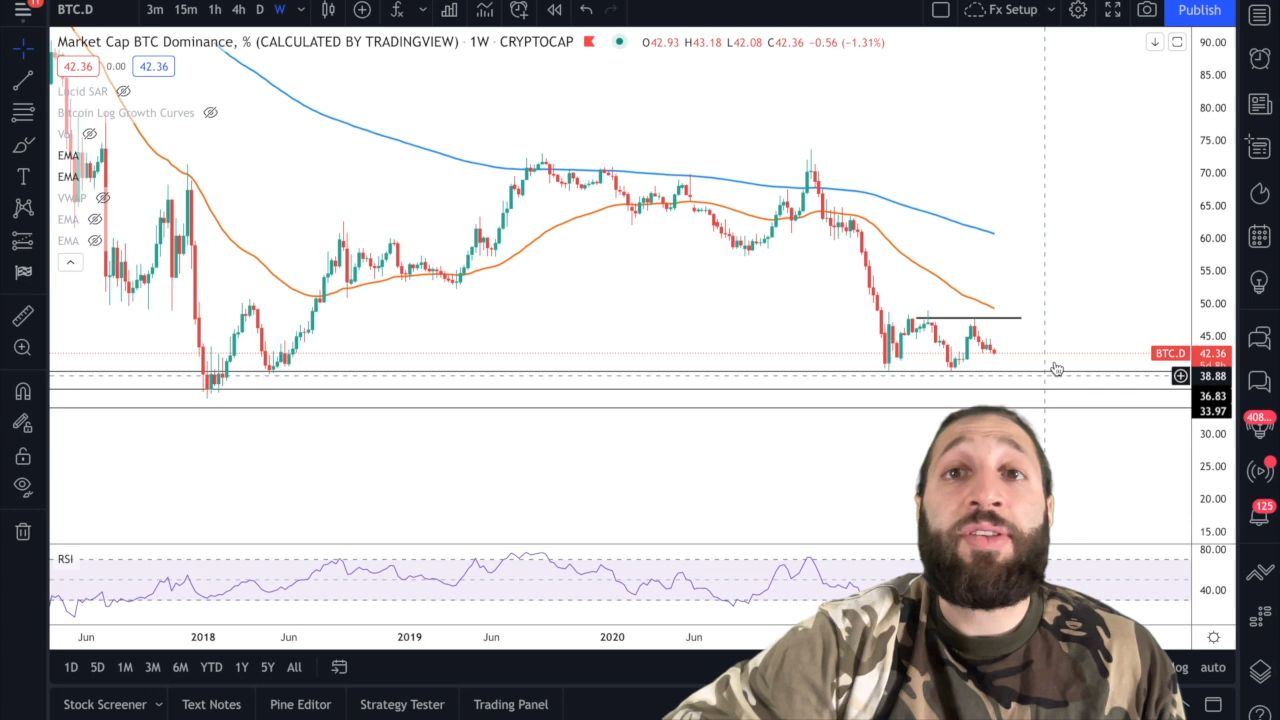 11
BTC.D 3m 15m 1h 4h D W Fx Setup Publish
Market Cap BTC Dominance, % (CALCULATED BY TRADINGVIEW) · 1W · CRYPTOCAP O42.93 H43.18 L42.08 C42.36 -0.56 (-1.31%)
42.36 0.00 42.36
Lucid SAR
Bitcoin Log Growth Curves
EMA
EMA
EMA
EMA
90.00
85.00
80.00
75.00
70.00
65.00
60.00
55.00
50.00
45.00
BTC.D 42.36
38.88
36.83
33.97
30.00
25.00
20.00
15.00
408...
125
RSI
80.00
40.00
Jun 2018 Jun 2019 Jun 2020 Jun
1D 5D 1M 3M 6M YTD 1Y 5Y All log auto
Stock Screener Text Notes Pine Editor Strategy Tester Trading Panel